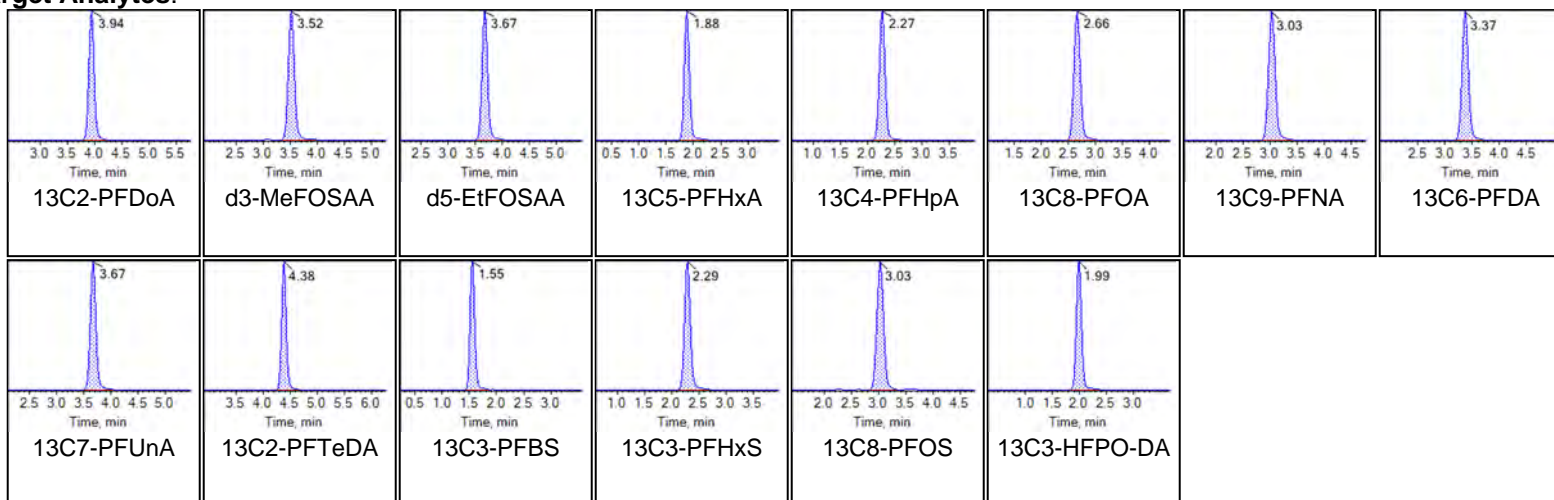 Target Analytes:
3.94 3.52 3.67 1.88 2.27 2.66 3.03 3.37
3.0 3.5 4.0 4.5 5.0 5.5 2.5 3.0 3.5 4.0 4.5 5.0 2.5 3.0 3.5 4.0 4.5 5.0 0.5 1.0 1.5 2.0 2.5 3.0 1.0 1.5 2.0 2.5 3.0 3.5 1.5 2.0 2.5 3.0 3.5 4.0 2.0 2.5 3.0 3.5 4.0 4.5 2.5 3.0 3.5 4.0 4.5
Time, min Time, min Time, min Time, min Time, min Time, min Time, min Time, min
13C2-PFDoA d3-MeFOSAA d5-EtFOSAA 13C5-PFHxA 13C4-PFHpA 13C8-PFOA 13C9-PFNA 13C6-PFDA
3.67 4.38 1.55 2.29 3.03 1.99
2.5 3.0 3.5 4.0 4.5 5.0 3.5 4.0 4.5 5.0 5.5 6.0 0.5 1.0 1.5 2.0 2.5 3.0 1.0 1.5 2.0 2.5 3.0 3.5 2.0 2.5 3.0 3.5 4.0 4.5 1.0 1.5 2.0 2.5 3.0
Time, min Time, min Time, min Time, min Time, min Time, min
13C7-PFUnA 13C2-PFTeDA 13C3-PFBS 13C3-PFHxS 13C8-PFOS 13C3-HFPO-DA